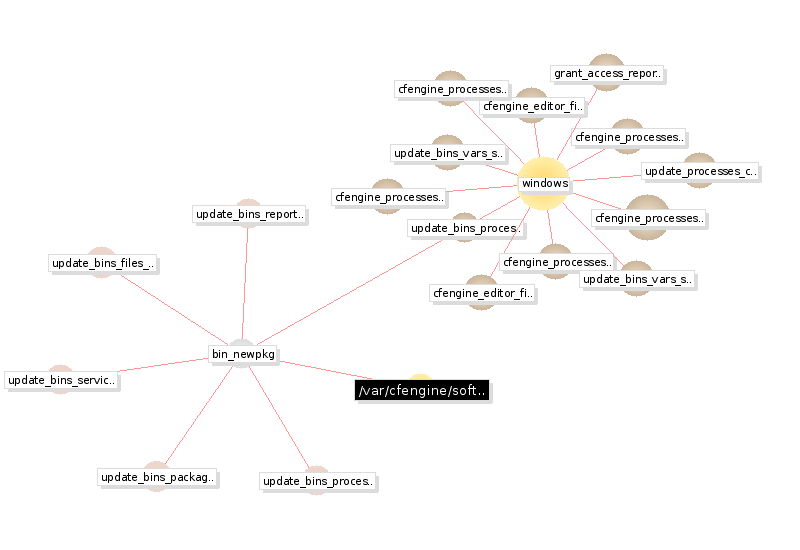 grant_access_repor..
cfengine_processes..
cfengine_editor_fi..
cfengine_processes..
update_bins_vars_s..
update_processes_c..
windows
cfengine_processes..
update_bins_report..
cfengine_processes..
update_bins_proces..
update_bins_files_..
cfengine_processes..
update_bins_vars_s..
cfengine_editor_fi..
bin_newpkg
update_bins_servic..
/var/cfengine/soft..
update_bins_packag..
update_bins_proces..